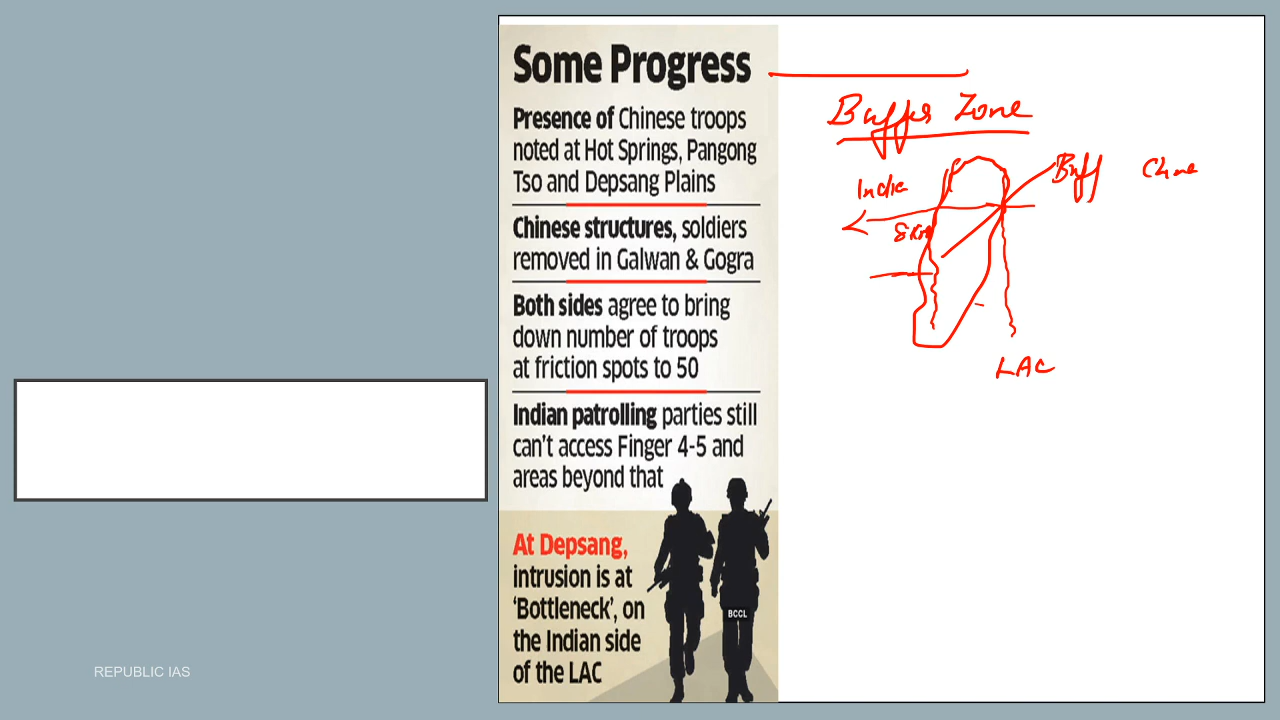 Some Progress
Presence of Chinese troops
noted at Hot Springs, Pangong
Tso and Depsang Plains
Chinese structures, soldiers
removed in Galwan & Gogra
Both sides agree to bring
down number of troops
at friction spots to 50
Indian patrolling parties still
can't access Finger 4-5 and
areas beyond that
At Depsang,
intrusion is at
'Bottleneck', on
the Indian side
of the LAC
BCCL
Buffer Zone
India
Buff
LAC
REPUBLIC IAS